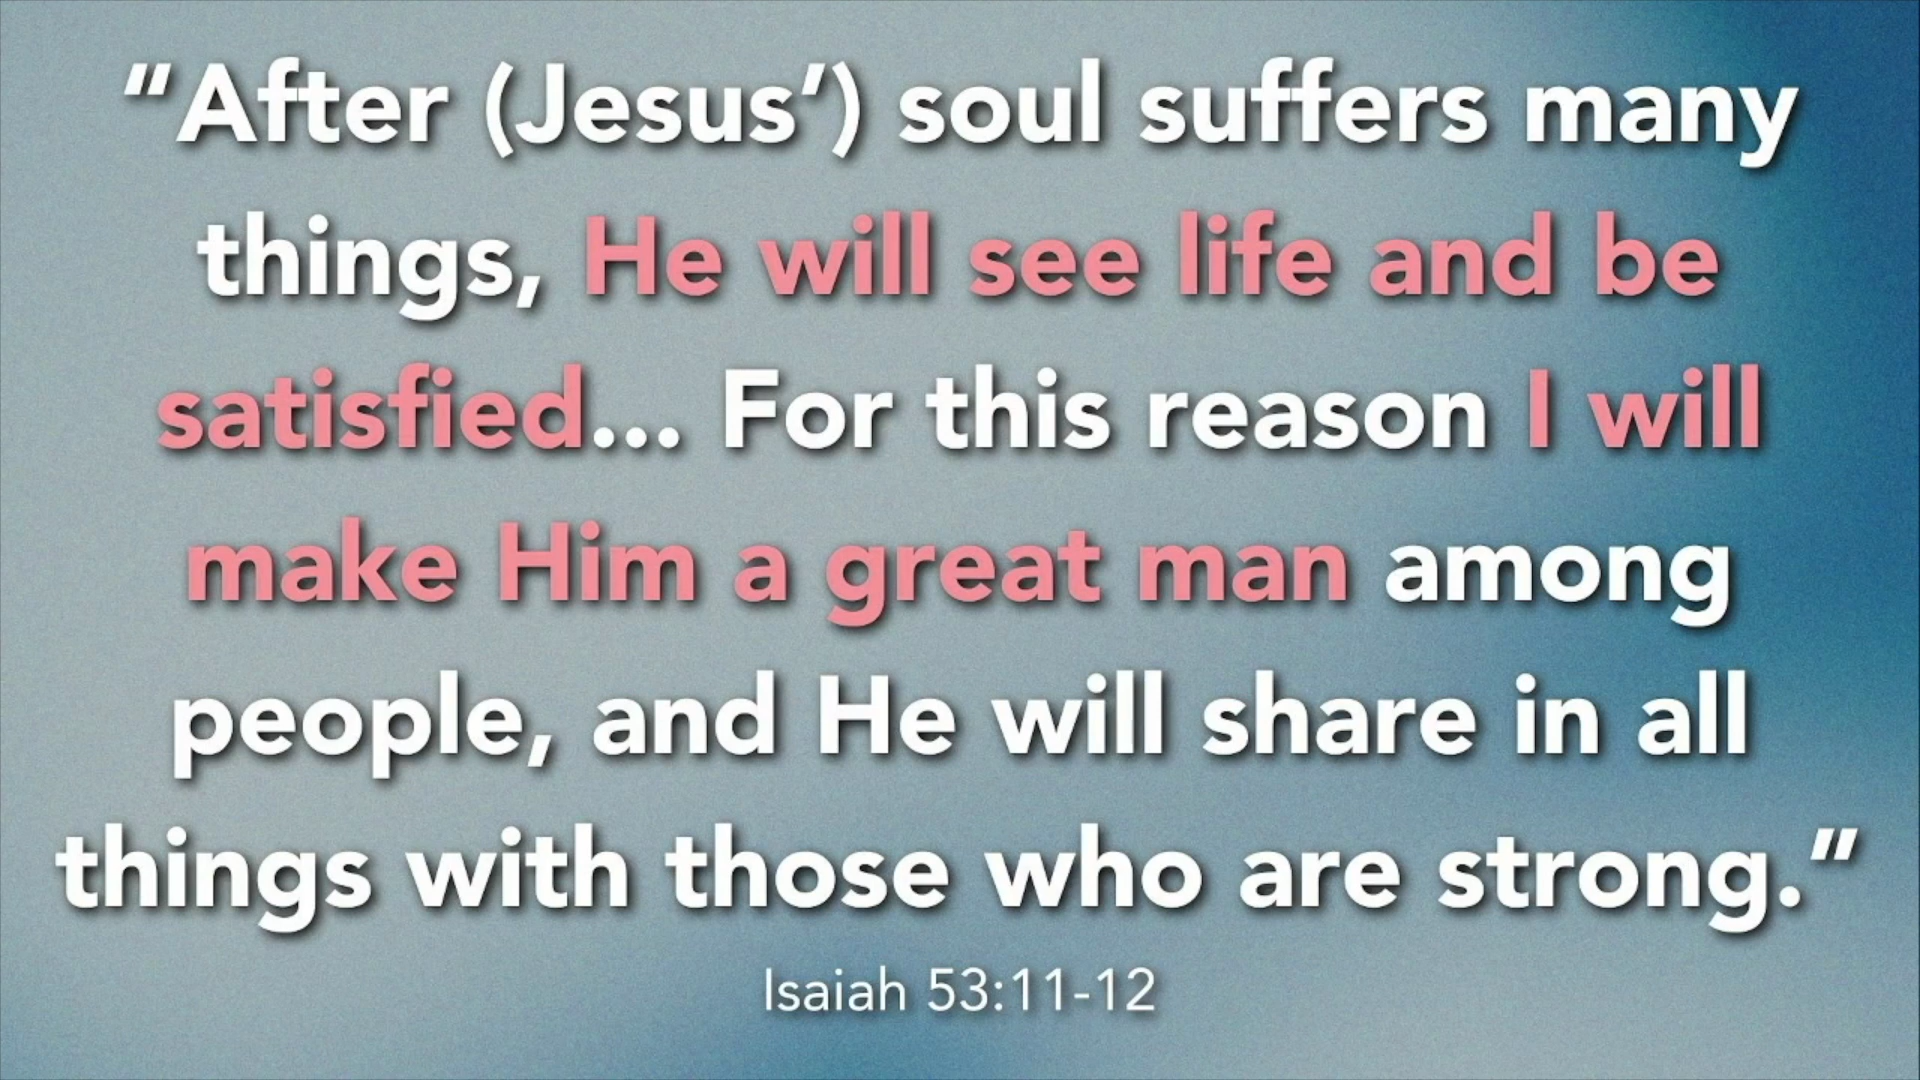 "After (Jesus’) soul suffers many
things, He will see life and be
satisfied... For this reason I will
make Him a great man among
people, and He will share in all
things with those who are strong."
Isaiah 53:11-12